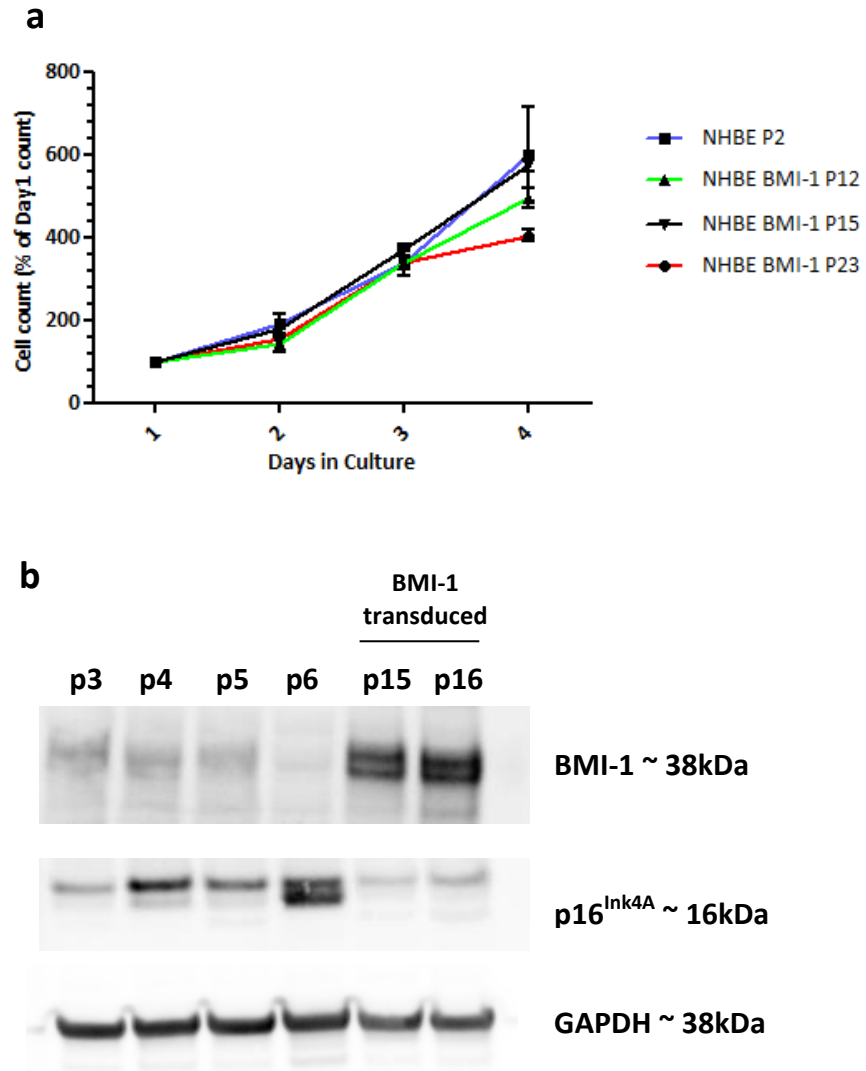 a
800
600
400
200
0
Cell count (% of Day1 count)
1 2 3 4
Days in Culture
NHBE P2
NHBE BMI-1 P12
NHBE BMI-1 P15
NHBE BMI-1 P23
b
BMI-1
transduced
p3 p4 p5 p6 p15 p16
BMI-1 ~ 38kDa
p16Ink4A ~ 16kDa
GAPDH ~ 38kDa